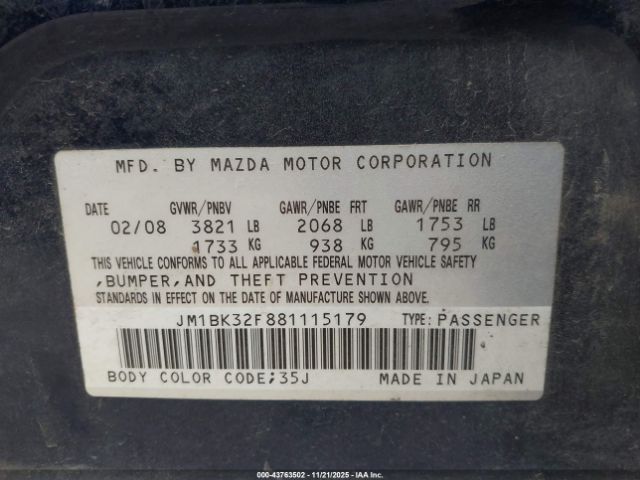 MFD. BY MAZDA MOTOR CORPORATION
DATE GVWR/PNBV GAWR/PNBE FRT GAWR/PNBE RR
02/08 3821 LB 2068 LB 1753 LB
1733 KG 938 KG 795 KG
THIS VEHICLE CONFORMS TO ALL APPLICABLE FEDERAL MOTOR VEHICLE SAFETY
,BUMPER,AND THEFT PREVENTION
STANDARDS IN EFFECT ON THE DATE OF MANUFACTURE SHOWN ABOVE.
JM1BK32F881115179 TYPE:PASSENGER
BODY COLOR CODE;35J MADE IN JAPAN
000-43763502 - 11/21/2025 - IAA Inc.